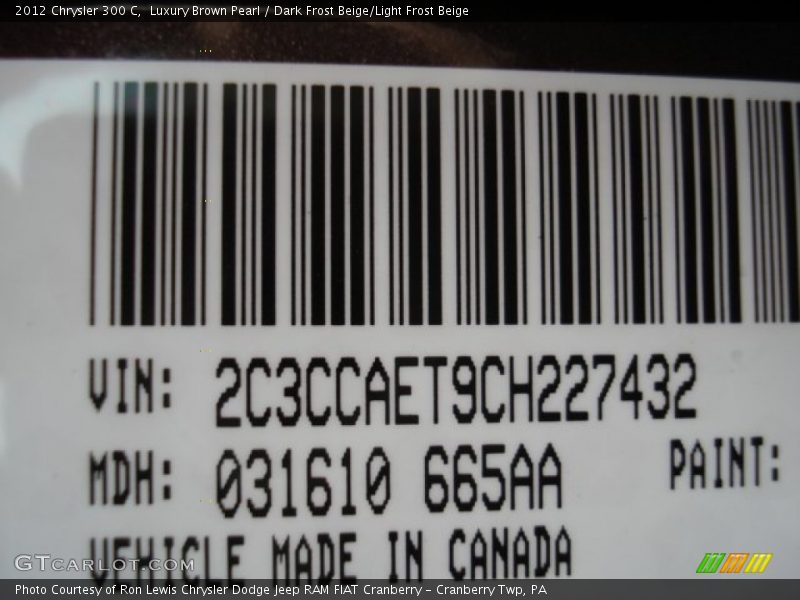 2012 Chrysler 300 C,  Luxury Brown Pearl / Dark Frost Beige/Light Frost Beige
VIN: 2C3CCAET9CH227432
MDH: 031610 665AA PAINT:
VEHICLE MADE IN CANADA
GTCARLOT.COM
Photo Courtesy of Ron Lewis Chrysler Dodge Jeep RAM FIAT Cranberry - Cranberry Twp, PA